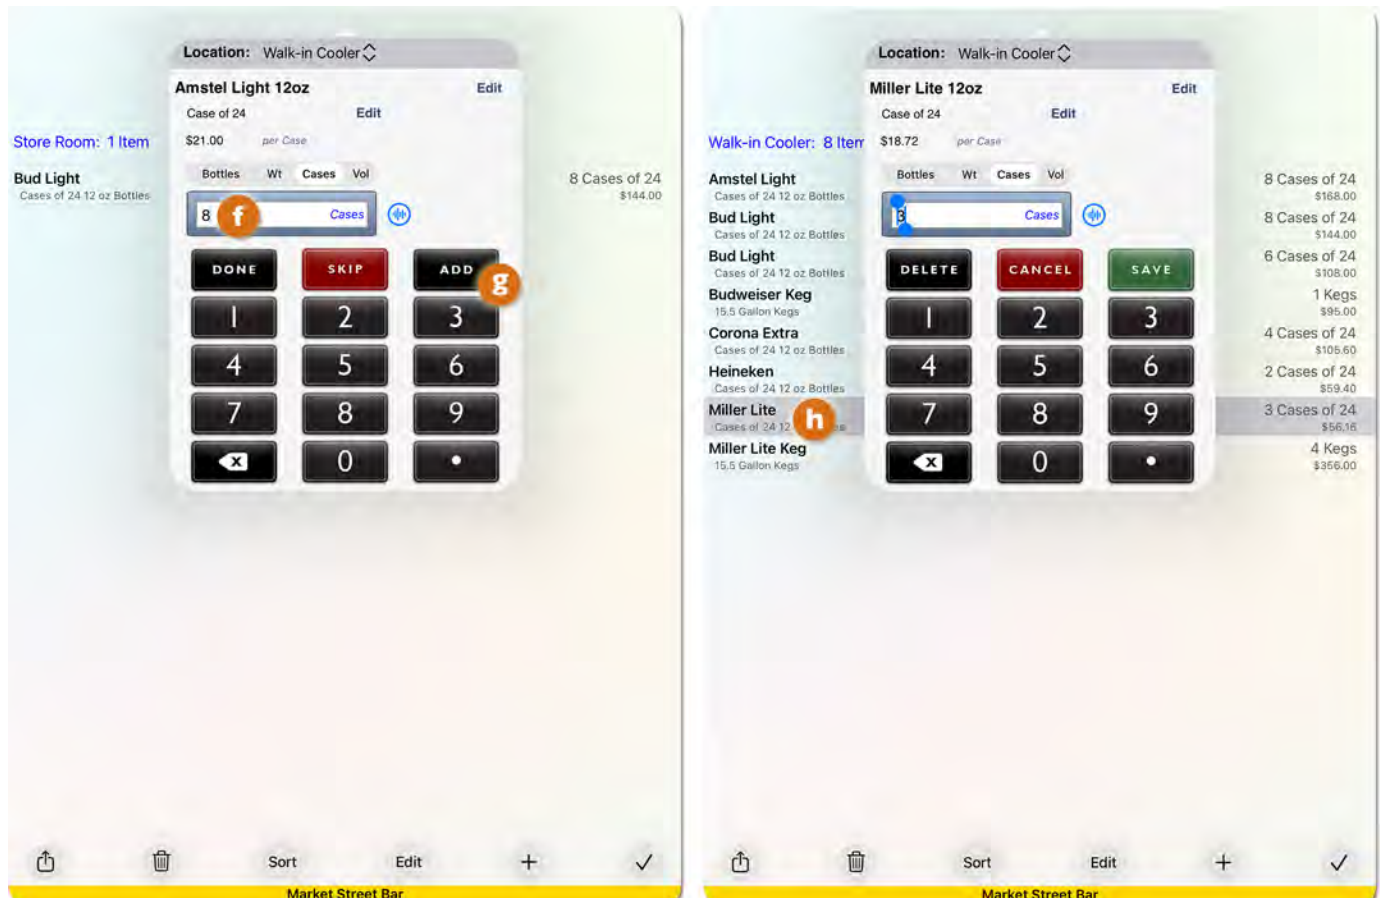 Location: Walk-in Cooler
Amstel Light 12oz Edit
Case of 24 Edit
Store Room: 1 Item
$21.00 per Case
Bottles Wt Cases Vol
Bud Light
Cases of 24 12 oz Bottles
8 Cases of 24
$144.00
8 f Cases
DONE SKIP ADD
g
1 2 3
4 5 6
7 8 9
x 0 •
Sort Edit +
Market Street Bar
Location: Walk-in Cooler
Miller Lite 12oz Edit
Case of 24 Edit
Walk-in Cooler: 8 Item
$18.72 per Case
Bottles Wt Cases Vol
3 Cases
DELETE CANCEL SAVE
1 2 3
4 5 6
7 8 9
x 0 •
Amstel Light 8 Cases of 24
Cases of 24 12 oz Bottles $168.00
Bud Light 8 Cases of 24
Cases of 24 12 oz Bottles $144.00
Bud Light 6 Cases of 24
Cases of 24 12 oz Bottles $108.00
Budweiser Keg 1 Kegs
15.5 Gallon Kegs $95.00
Corona Extra 4 Cases of 24
Cases of 24 12 oz Bottles $105.60
Heineken 2 Cases of 24
Cases of 24 12 oz Bottles $59.40
Miller Lite h 3 Cases of 24
Cases of 24 12 es $56.16
Miller Lite Keg 4 Kegs
15.5 Gallon Kegs $356.00
Sort Edit +
Market Street Bar